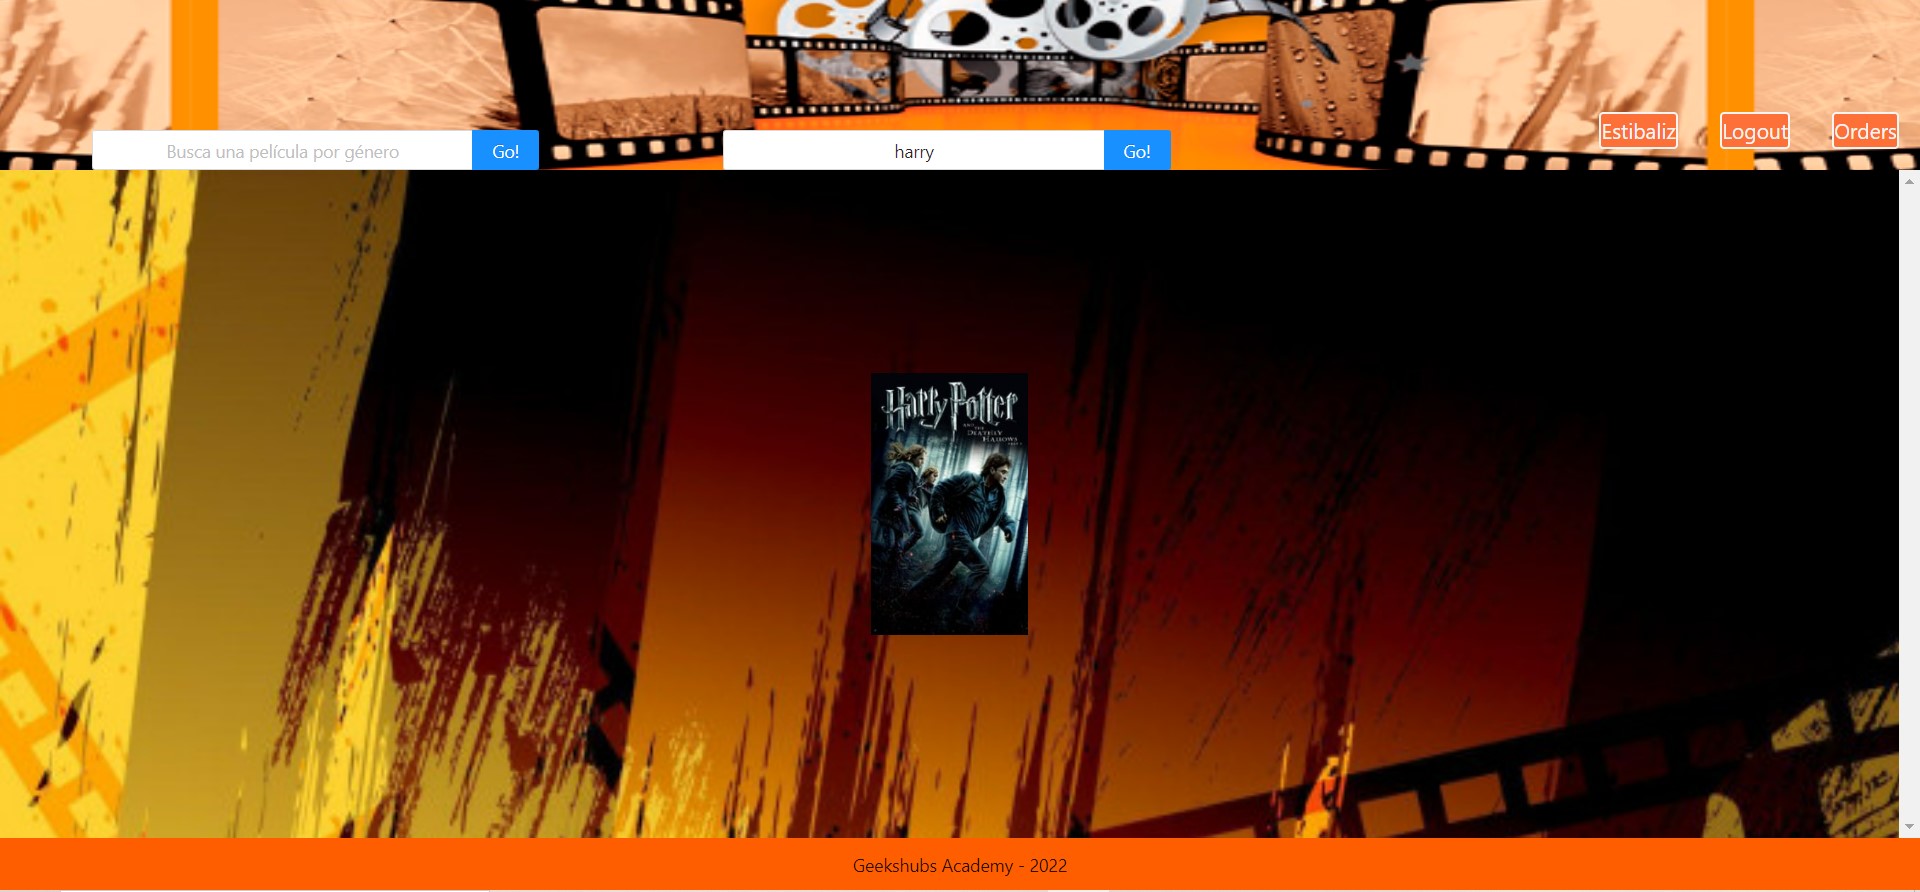 Estibaliz
Logout
Orders
Busca una película por género
Go!
harry
Go!
Harry Potter
AND THE
DEATHLY
HALLOWS
Geekshubs Academy - 2022